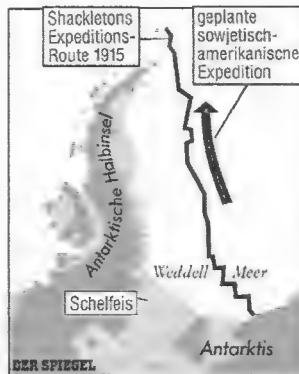 Shackletons
Expeditions-
Route 1915
geplante
sowjetisch-
amerikanische
Expedition
Antarktische Halbinsel
Weddell Meer
Schelfeis
Antarktis
DER SPIEGEL